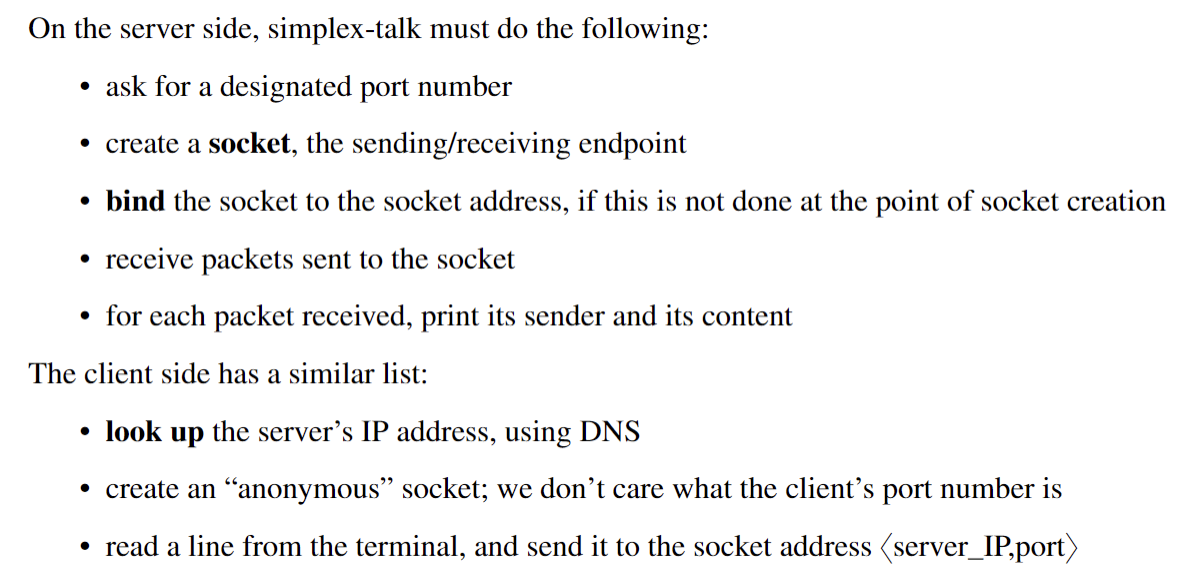 On the server side, simplex-talk must do the following:
• ask for a designated port number
• create a socket, the sending/receiving endpoint
• bind the socket to the socket address, if this is not done at the point of socket creation
• receive packets sent to the socket
• for each packet received, print its sender and its content
The client side has a similar list:
• look up the server’s IP address, using DNS
• create an “anonymous” socket; we don’t care what the client’s port number is
• read a line from the terminal, and send it to the socket address ⟨server_IP,port⟩